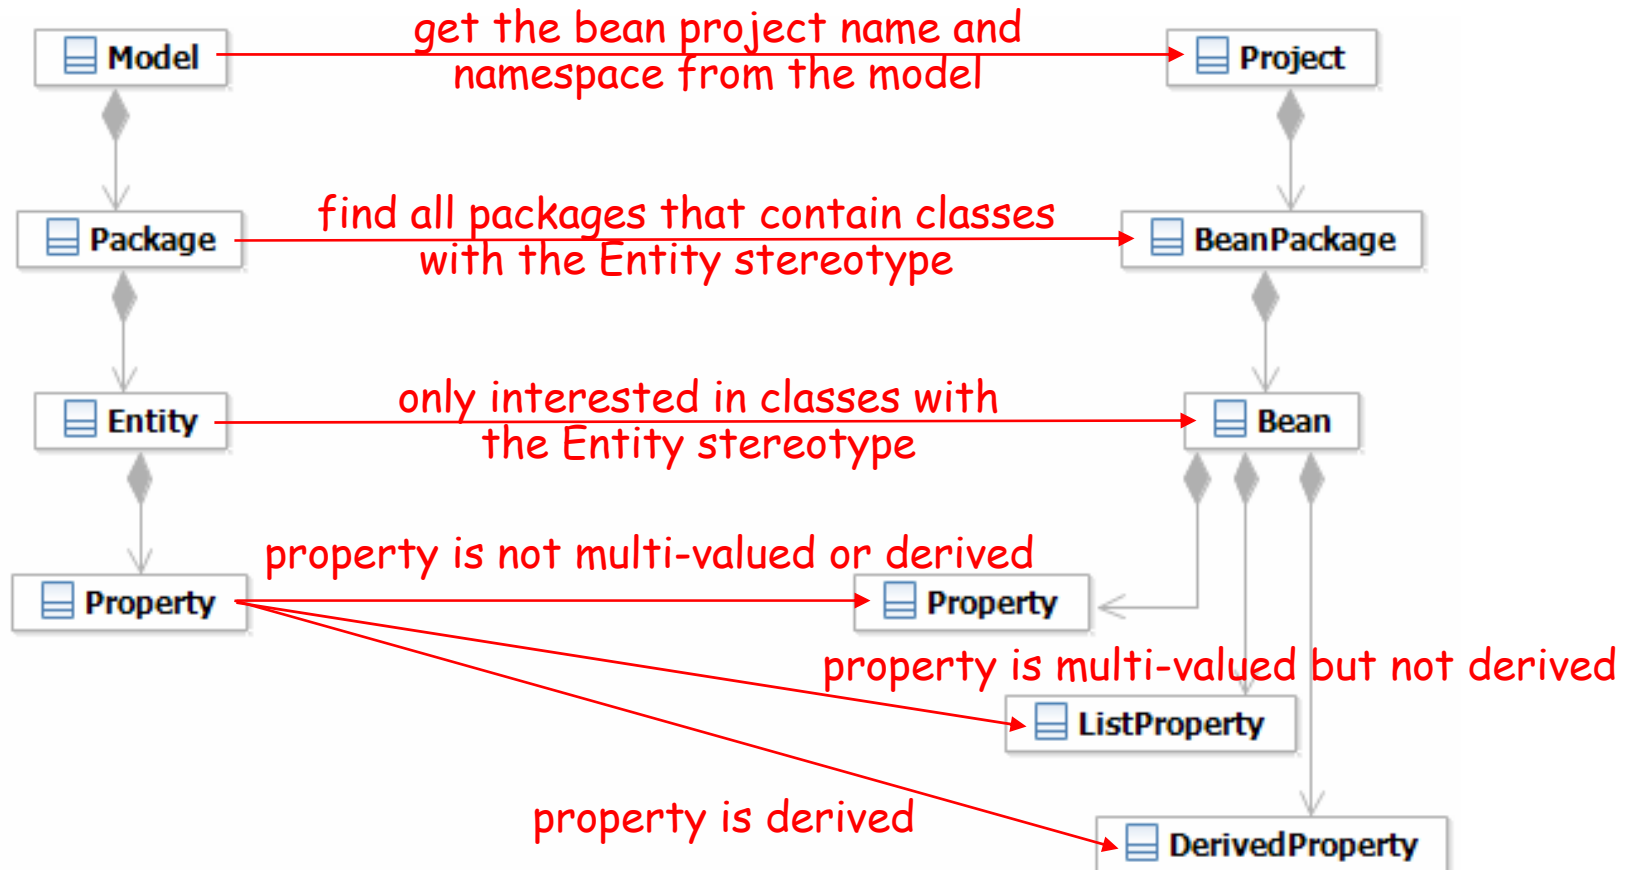 get the bean project name and
Model
Project
namespace from the model
find all packages that contain classes
Package
BeanPackage
with the Entity stereotype
only interested in classes with
Entity
Bean
the Entity stereotype
property is not multi-valued or derived
Property
Property
property is multi-valued but not derived
ListProperty
property is derived
DerivedProperty